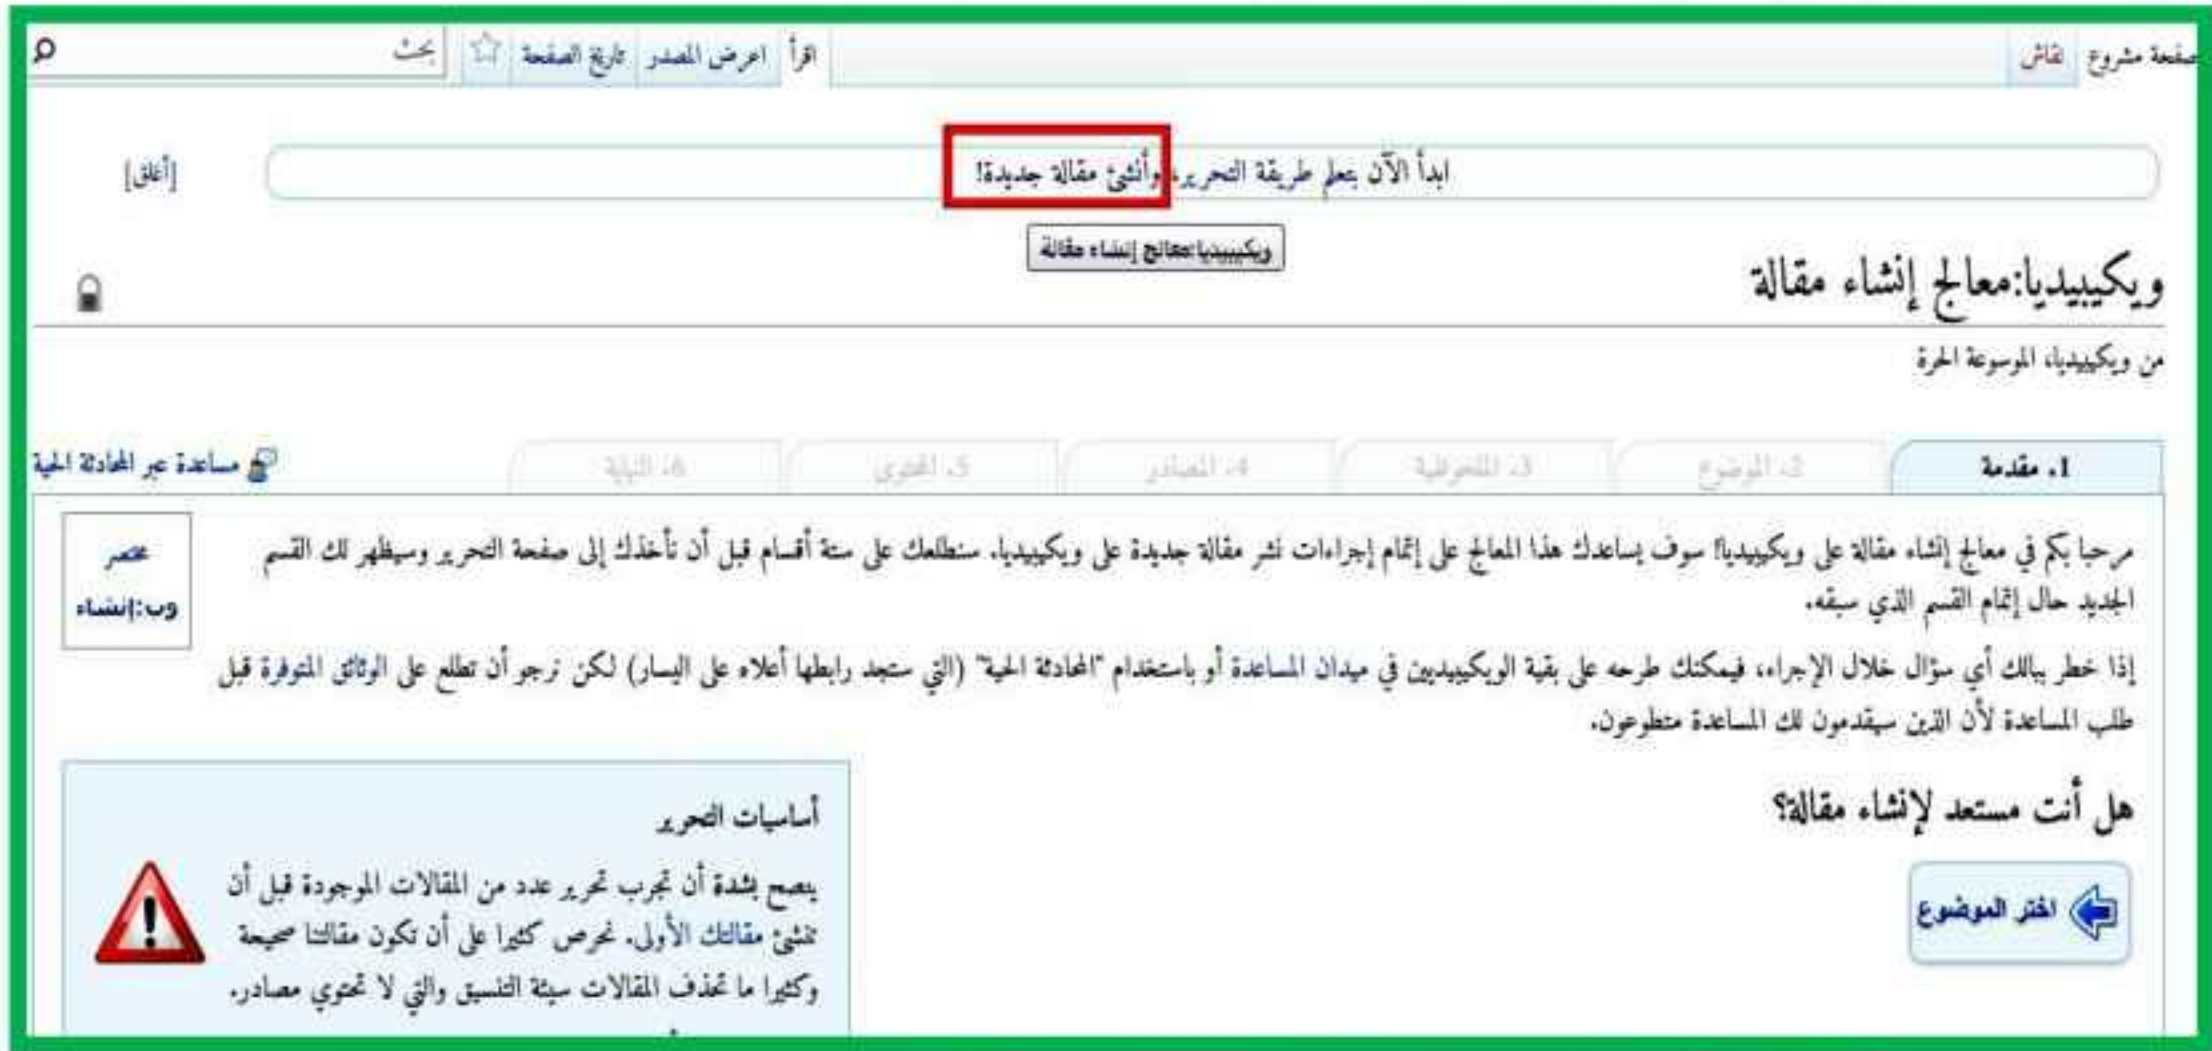 صفحة مشروع نقاش اقرأ اعرض المصدر تاريخ الصفحة بحث
ابدأ الآن بتعلم طريقة التحرير، وأنشئ مقالة جديدة! [أغلق]
ويكيبيديا:معالج إنشاء مقالة
ويكيبيديا:معالج إنشاء مقالة
من ويكيبيديا، الموسوعة الحرة
1. مقدمة 2. الموضوع 3. الملحوظية 4. المصادر 5. المحتوى 6. النهاية مساعدة عبر المحادثة الحية
مختصر
وب:إنشاء
مرحبا بكم في معالج إنشاء مقالة على ويكيبيديا! سوف يساعدك هذا المعالج على إتمام إجراءات نشر مقالة جديدة على ويكيبيديا. سنطلعك على ستة أقسام قبل أن نأخذك إلى صفحة التحرير وسيظهر لك القسم
الجديد حال إتمام القسم الذي سبقه.
إذا خطر ببالك أي سؤال خلال الإجراء، فيمكنك طرحه على بقية الويكيبيديين في ميدان المساعدة أو باستخدام "المحادثة الحية" (التي ستجد رابطها أعلاه على اليسار) لكن نرجو أن تطلع على الوثائق المتوفرة قبل
طلب المساعدة لأن الذين سيقدمون لك المساعدة متطوعون.
هل أنت مستعد لإنشاء مقالة؟
اختر الموضوع
أساسيات التحرير
ينصح بشدة أن تجرب تحرير عدد من المقالات الموجودة قبل أن
تنشئ مقالتك الأولى. نحرص كثيرا على أن تكون مقالتنا صحيحة
وكثيرا ما تحذف المقالات سيئة التنسيق والتي لا تحتوي مصادر.